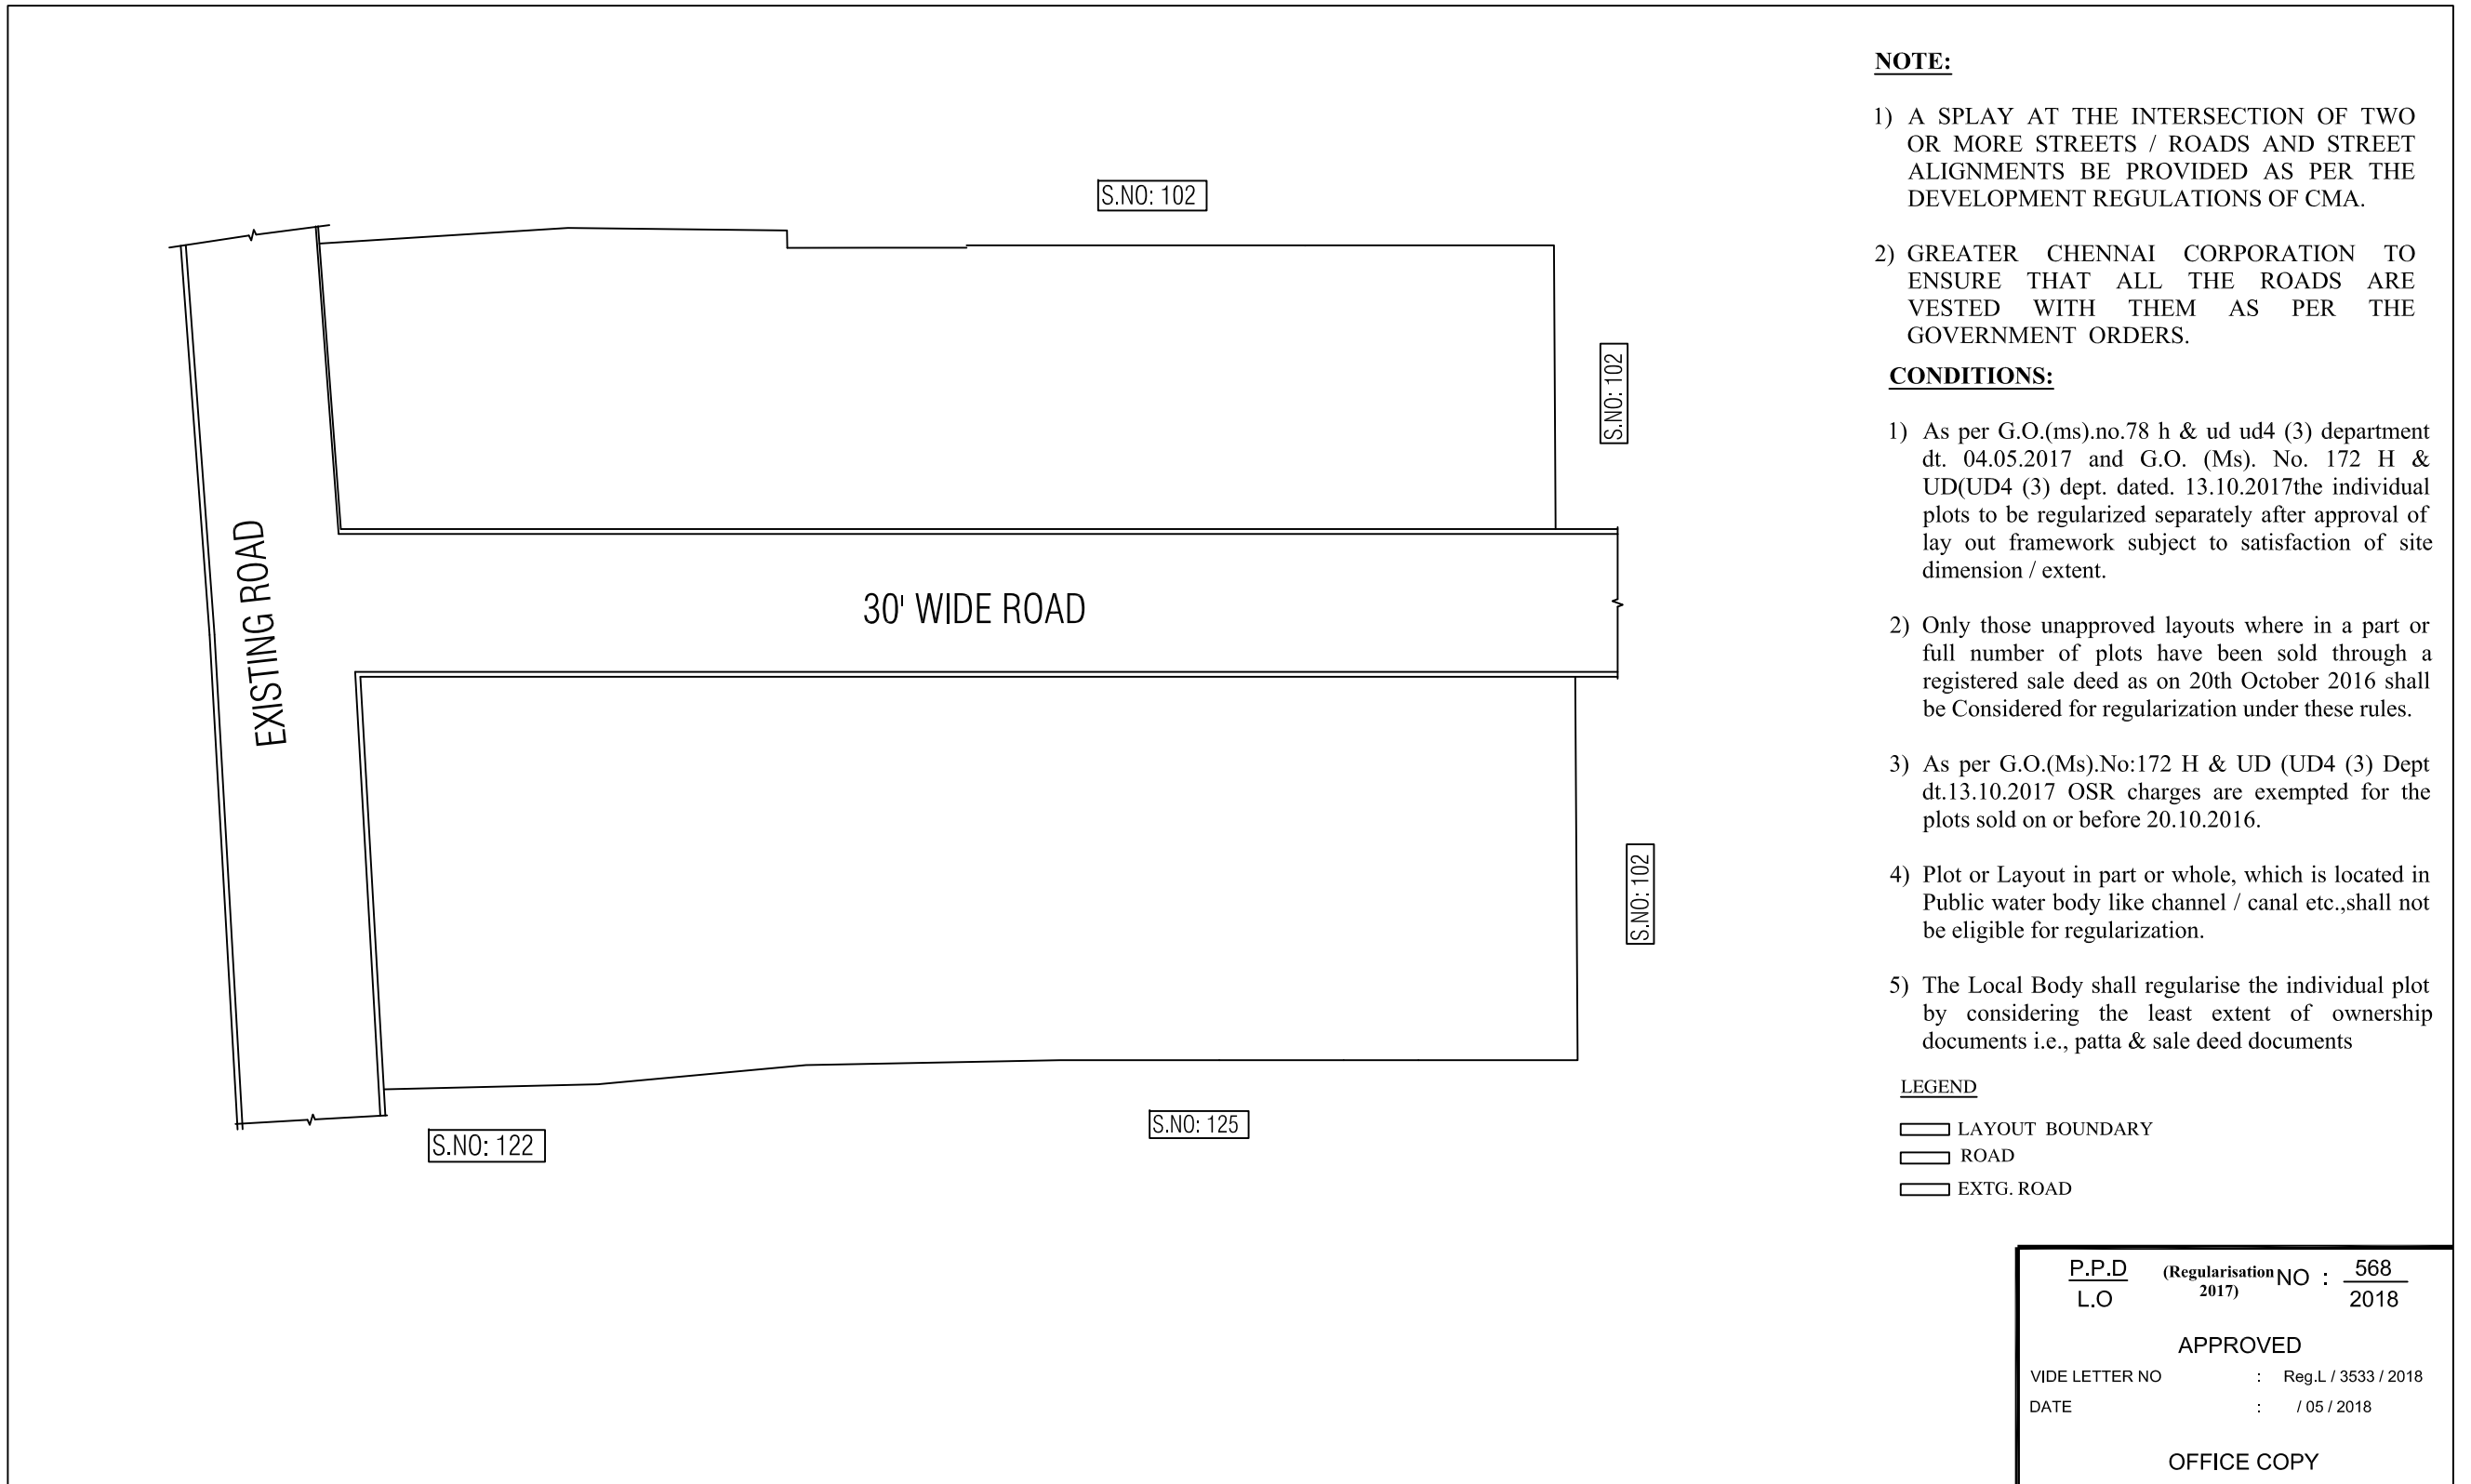 S.NO: 102
S.NO: 102
EXISTING ROAD
30' WIDE ROAD
S.NO: 102
S.NO: 122
S.NO: 125
NOTE:
1) A SPLAY AT THE INTERSECTION OF TWO
OR MORE STREETS / ROADS AND STREET
ALIGNMENTS BE PROVIDED AS PER THE
DEVELOPMENT REGULATIONS OF CMA.
2) GREATER CHENNAI CORPORATION TO
ENSURE THAT ALL THE ROADS ARE
VESTED WITH THEM AS PER THE
GOVERNMENT ORDERS.
CONDITIONS:
1) As per G.O.(ms).no.78 h & ud ud4 (3) department
dt. 04.05.2017 and G.O. (Ms). No. 172 H &
UD(UD4 (3) dept. dated. 13.10.2017the individual
plots to be regularized separately after approval of
lay out framework subject to satisfaction of site
dimension / extent.
2) Only those unapproved layouts where in a part or
full number of plots have been sold through a
registered sale deed as on 20th October 2016 shall
be Considered for regularization under these rules.
3) As per G.O.(Ms).No:172 H & UD (UD4 (3) Dept
dt.13.10.2017 OSR charges are exempted for the
plots sold on or before 20.10.2016.
4) Plot or Layout in part or whole, which is located in
Public water body like channel / canal etc.,shall not
be eligible for regularization.
5) The Local Body shall regularise the individual plot
by considering the least extent of ownership
documents i.e., patta & sale deed documents
LEGEND
LAYOUT BOUNDARY
ROAD
EXTG. ROAD
P.P.D (Regularisation NO : 568
L.O 2017) 2018
APPROVED
VIDE LETTER NO : Reg.L / 3533 / 2018
DATE : / 05 / 2018
OFFICE COPY